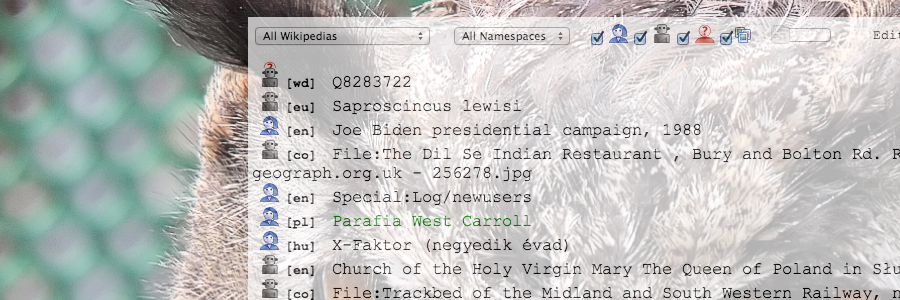 All Wikipedias All Namespaces Edit
[wd] Q8283722
[eu] Saproscincus lewisi
[en] Joe Biden presidential campaign, 1988
[co] File:The Dil Se Indian Restaurant , Bury and Bolton Rd. R
geograph.org.uk - 256278.jpg
[en] Special:Log/newusers
[pl] Parafia West Carroll
[hu] X-Faktor (negyedik évad)
[en] Church of the Holy Virgin Mary The Queen of Poland in Słu
[co] File:Trackbed of the Midland and South Western Railway, n